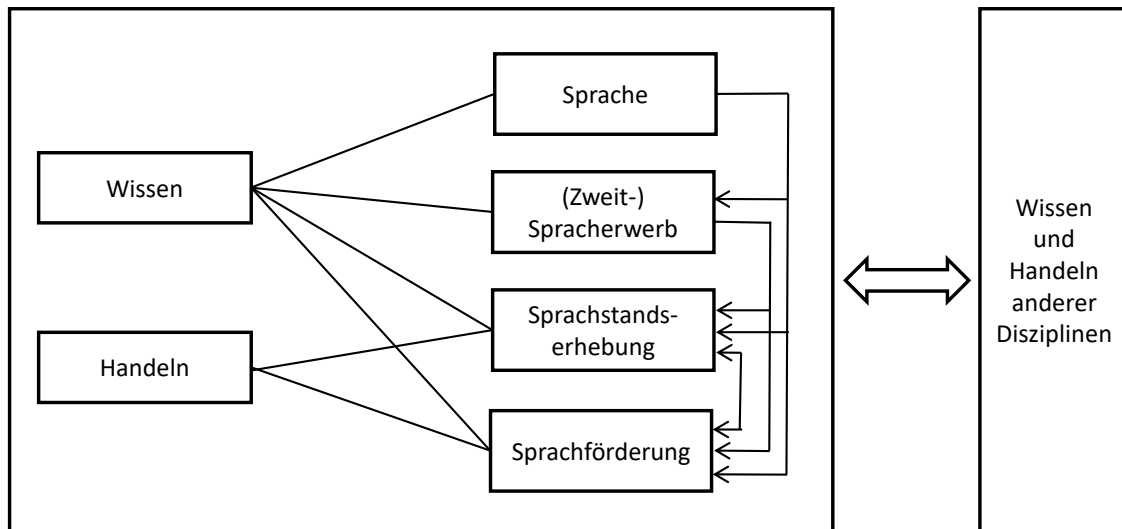 Sprache
Wissen
(Zweit-)
Spracherwerb
Sprachstands-
erhebung
Handeln
Sprachförderung
Wissen
und
Handeln
anderer
Disziplinen